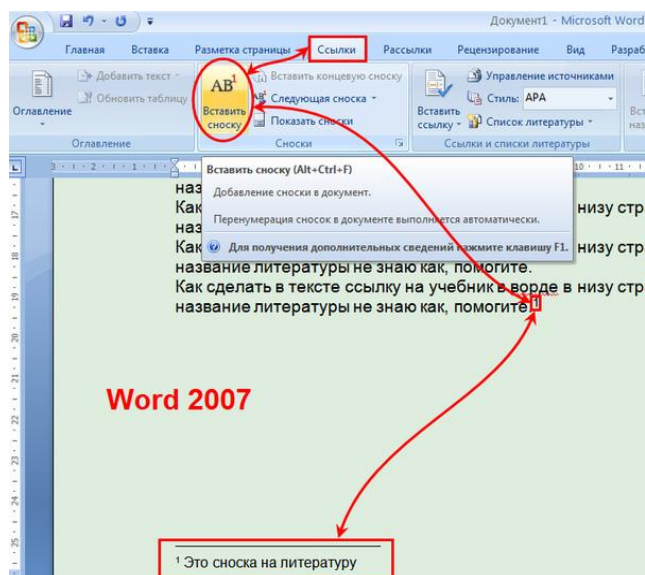 Документ1 - Microsoft Word
Главная Вставка Разметка страницы Ссылки Рассылки Рецензирование Вид Разраб
Добавить текст
Обновить таблицу
Оглавление
Оглавление
AB1
Вставить сноску
Вставить концевую сноску
AB1 Следующая сноска
Показать сноски
Сноски
Вставить ссылку
Управление источниками
Стиль: APA
Список литературы
Ссылки и списки литературы
Вставить сноску (Alt+Ctrl+F)
Добавление сноски в документ.
Перенумерация сносок в документе выполняется автоматически.
Для получения дополнительных сведений нажмите клавишу F1.
наз
Как низу стр
наз
Как низу стр
название литературы не знаю как, помогите.
Как сделать в тексте ссылку на учебник в ворде в низу стра
название литературы не знаю как, помогите.1
Word 2007
1 Это сноска на литературу